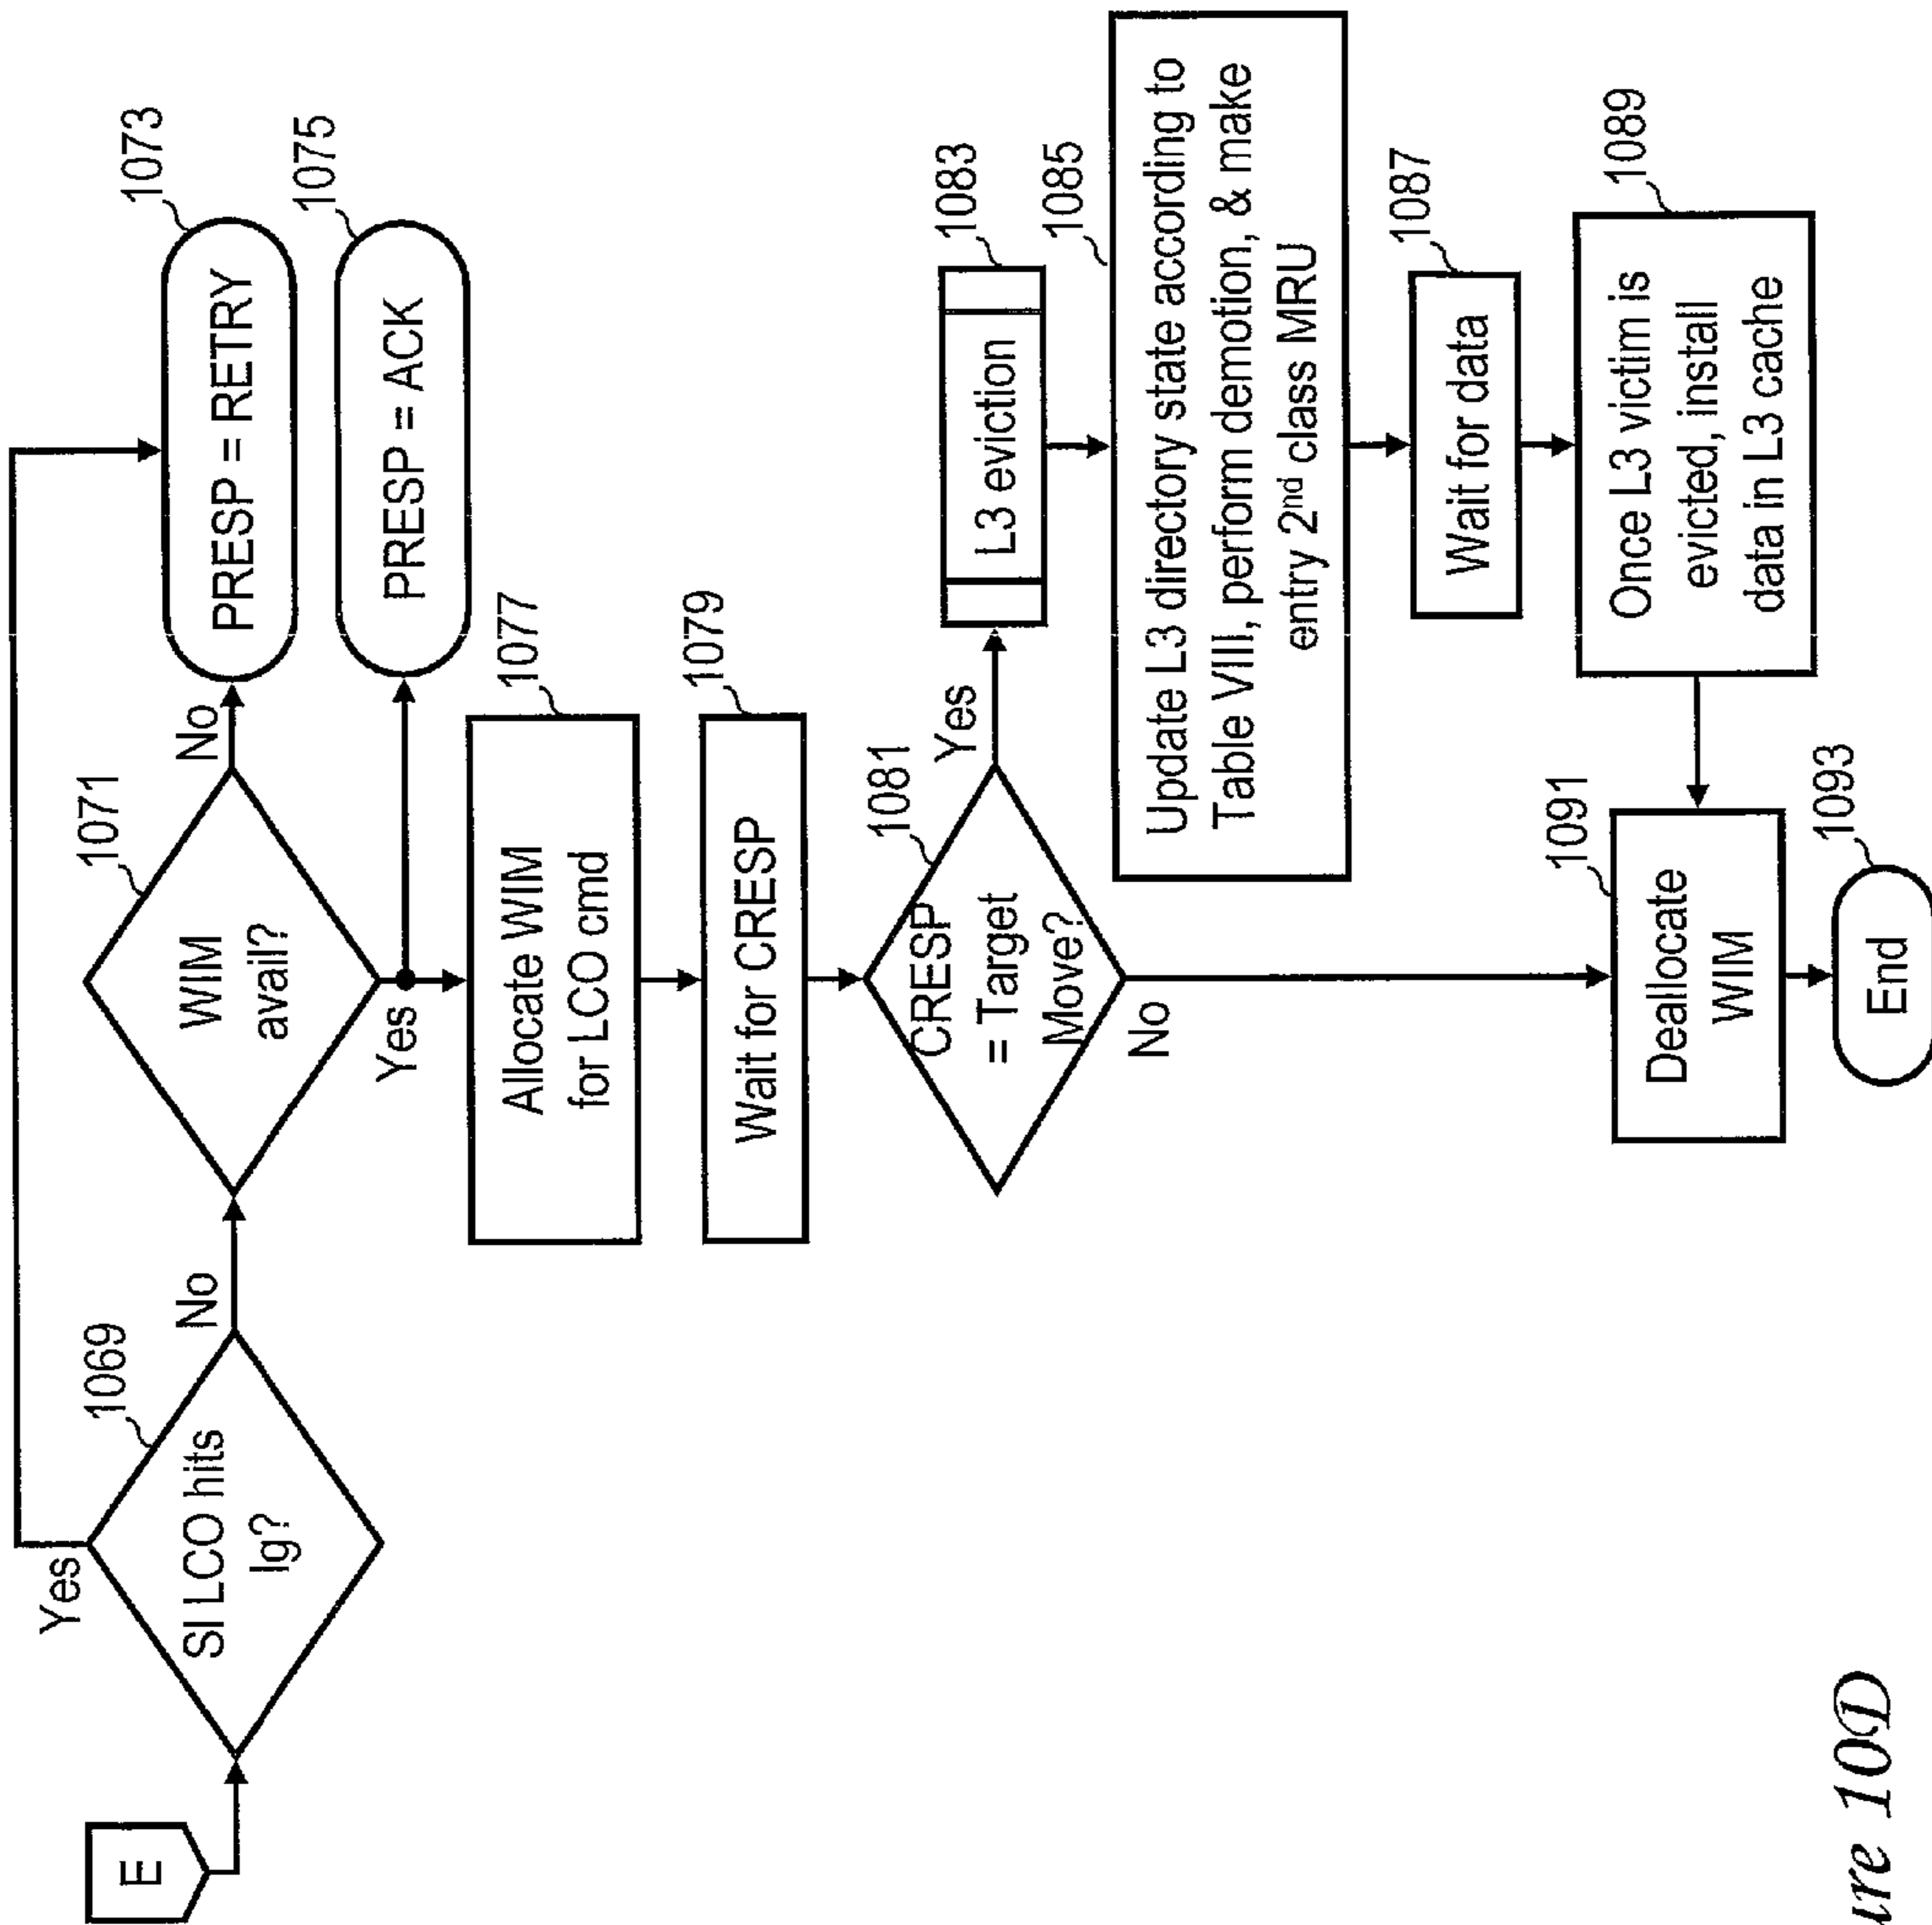 E
SI LCO hits
Ig?
1069
Yes
No
WIM
avail?
1071
No
Yes
PRESP = RETRY
1073
PRESP = ACK
1075
Allocate WIM
for LCO cmd
1077
Wait for CRESP
1079
CRESP
= Target
Move?
1081
Yes
No
L3 eviction
1083
Update L3 directory state according to
Table VIII, perform demotion, & make
entry 2nd class MRU
1085
Wait for data
1087
Once L3 victim is
evicted, install
data in L3 cache
1089
Deallocate
WIM
1091
End
1093
ure 10D